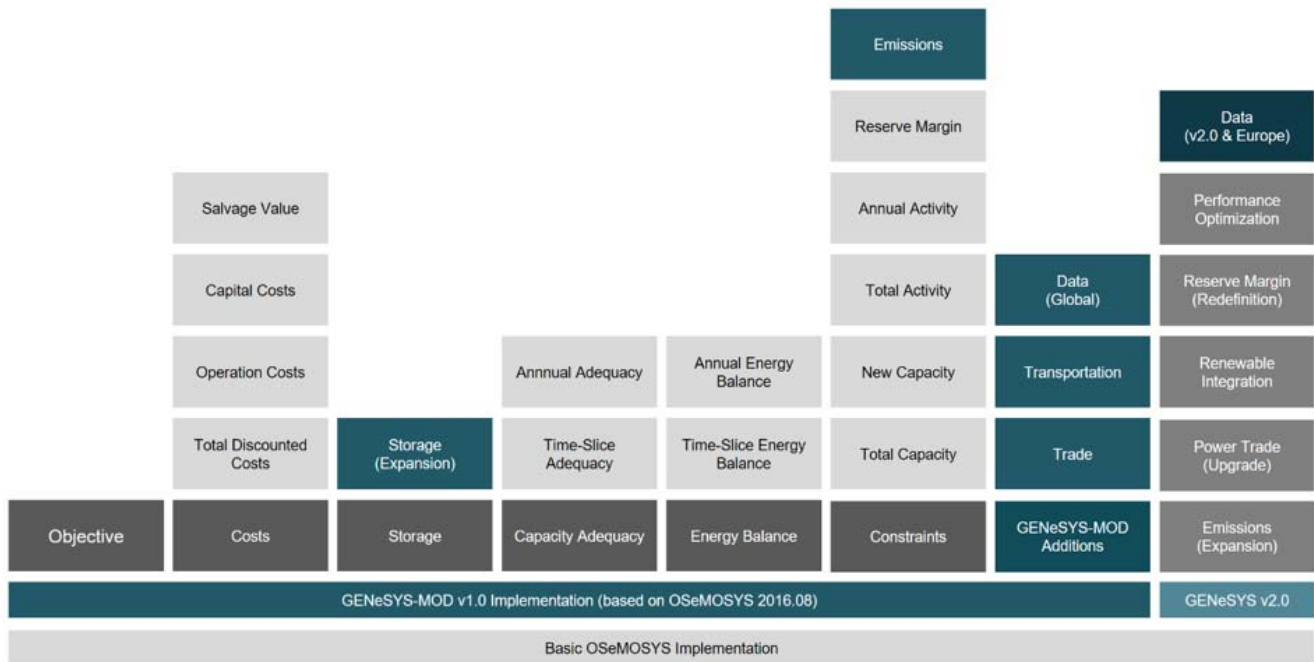 Emissions
Reserve Margin
Data
(v2.0 & Europe)
Salvage Value
Annual Activity
Performance
Optimization
Capital Costs
Total Activity
Data
(Global)
Reserve Margin
(Redefinition)
Operation Costs
Annnual Adequacy
Annual Energy
Balance
New Capacity
Transportation
Renewable
Integration
Total Discounted
Costs
Storage
(Expansion)
Time-Slice
Adequacy
Time-Slice Energy
Balance
Total Capacity
Trade
Power Trade
(Upgrade)
Objective
Costs
Storage
Capacity Adequacy
Energy Balance
Constraints
GENeSYS-MOD
Additions
Emissions
(Expansion)
GENeSYS-MOD v1.0 Implementation (based on OSeMOSYS 2016.08)
GENeSYS v2.0
Basic OSeMOSYS Implementation